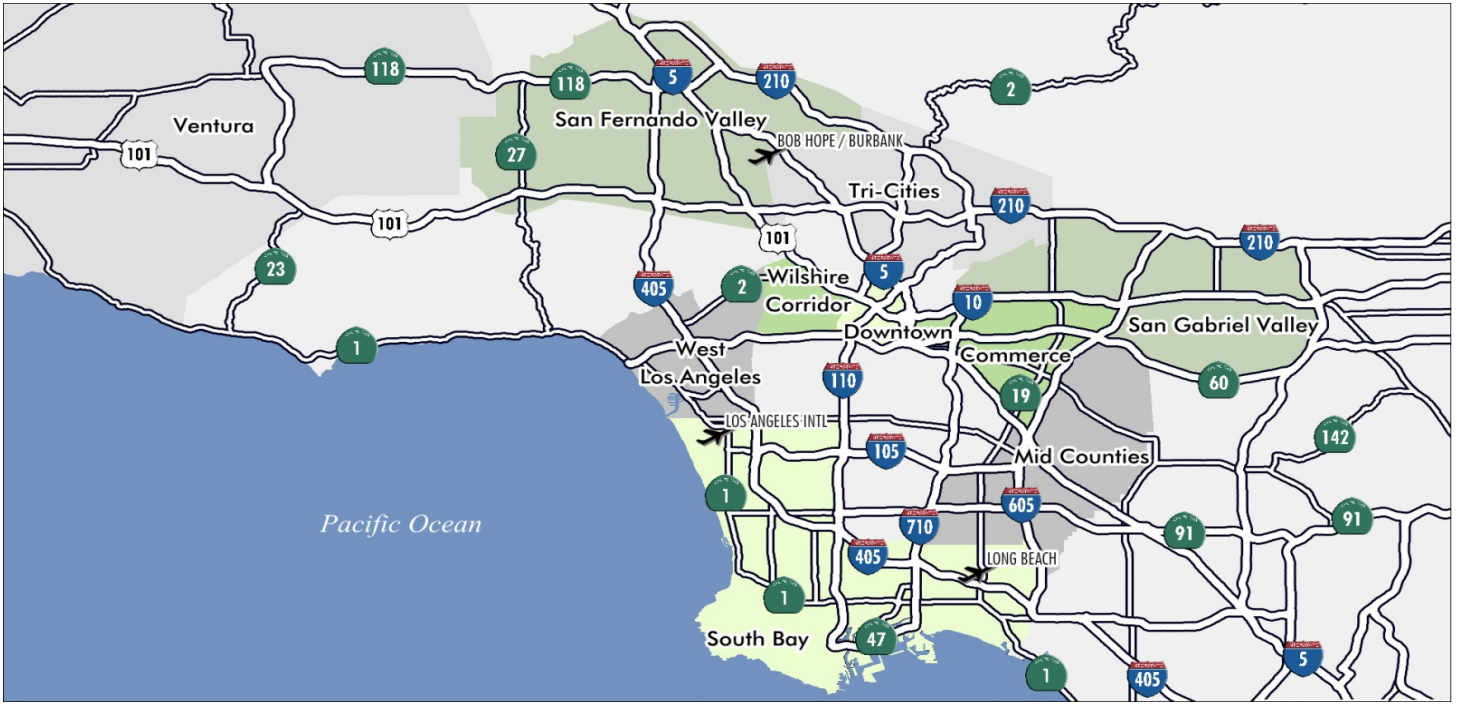 118
5
118
210
2
Ventura
San Fernando Valley
101
27
BOB HOPE / BURBANK
Tri-Cities
210
101
101
210
23
405
2
Wilshire
Corridor
5
10
1
West
Los Angeles
Downtown
Commerce
San Gabriel Valley
110
19
60
LOS ANGELES INTL
105
Mid Counties
142
1
605
710
91
91
Pacific Ocean
405
LONG BEACH
1
South Bay
47
1
405
5